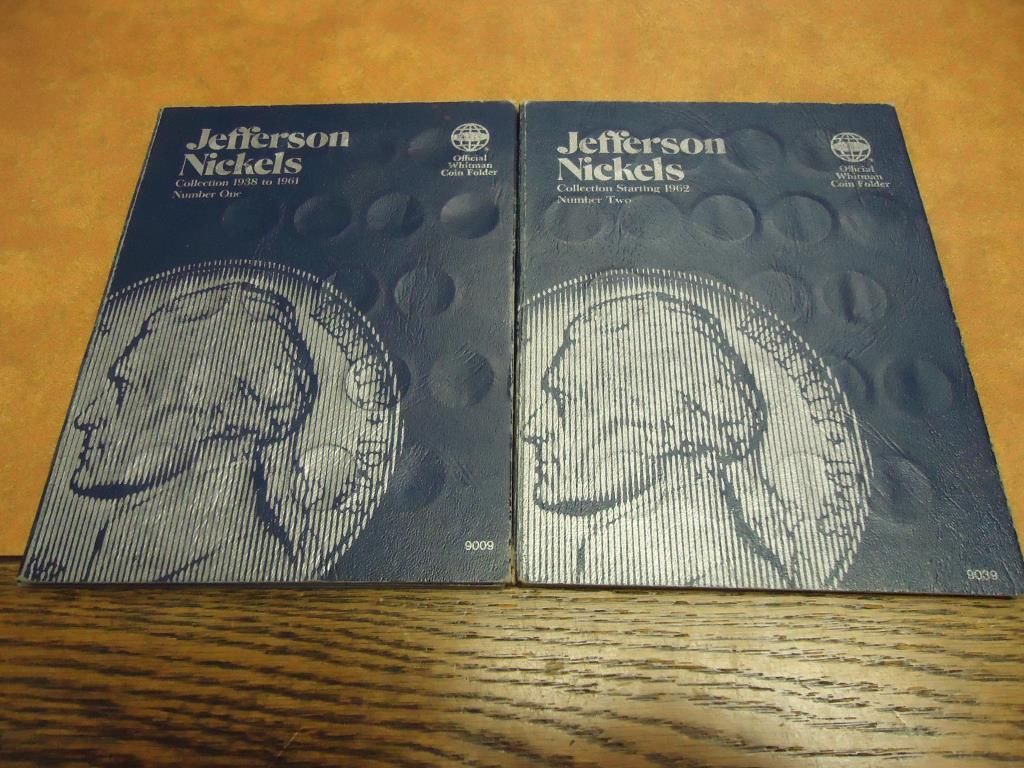 Jefferson
Nickels
Collection 1938 to 1961
Number One
Official
Whitman
Coin Folder
9009
Jefferson
Nickels
Collection Starting 1962
Number Two
Official
Whitman
Coin Folder
9039